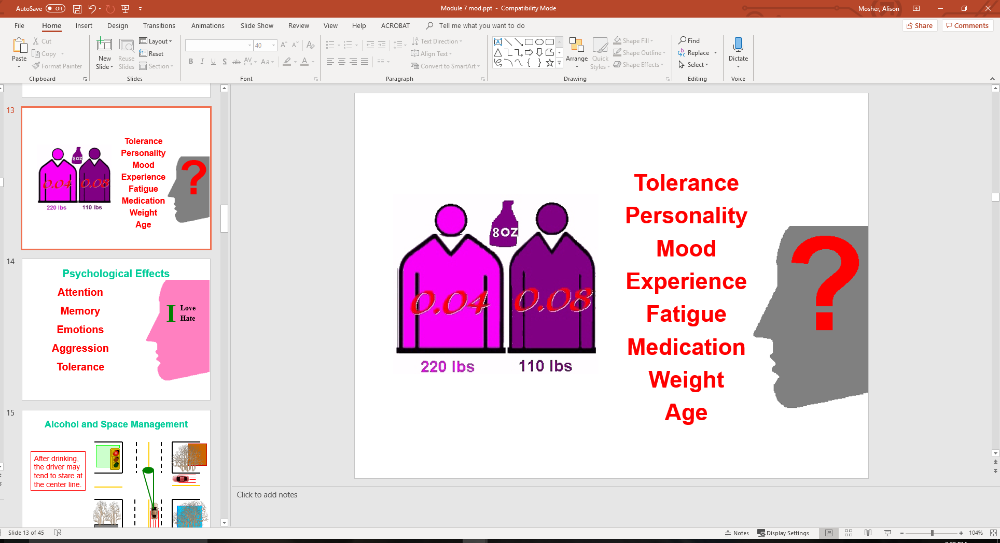 AutoSave Off
Module 7 mod.ppt - Compatibility Mode
Mosher, Alison
File Home Insert Design Transitions Animations Slide Show Review View Help ACROBAT Tell me what you want to do
Share Comments
Paste
Cut
Copy
Format Painter
Clipboard
New Slide
Reuse Slides
Layout
Reset
Section
Slides
40
B I U S ab AV Aa A
Font
Text Direction
Align Text
Convert to SmartArt
Paragraph
Arrange
Quick Styles
Shape Fill
Shape Outline
Shape Effects
Drawing
Find
Replace
Select
Editing
Dictate
Voice
13
Tolerance
Personality
Mood
Experience
Fatigue
Medication
Weight
Age
8OZ
0.04 0.08
220 lbs 110 lbs
?
14
Psychological Effects
Attention
Memory
Emotions
Aggression
Tolerance
I Love
Hate
15
Alcohol and Space Management
After drinking,
the driver may
tend to stare at
the center line.
Tolerance
Personality
Mood
Experience
Fatigue
Medication
Weight
Age
8OZ
0.04 0.08
220 lbs 110 lbs
?
Click to add notes
Slide 13 of 45
Notes Display Settings 104%